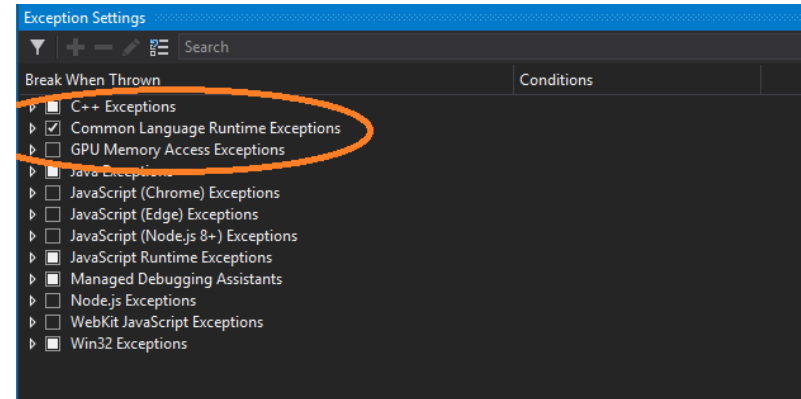 Exception Settings
Search
Break When Thrown Conditions
C++ Exceptions
Common Language Runtime Exceptions
GPU Memory Access Exceptions
Java Exceptions
JavaScript (Chrome) Exceptions
JavaScript (Edge) Exceptions
JavaScript (Node.js 8+) Exceptions
JavaScript Runtime Exceptions
Managed Debugging Assistants
Node.js Exceptions
WebKit JavaScript Exceptions
Win32 Exceptions